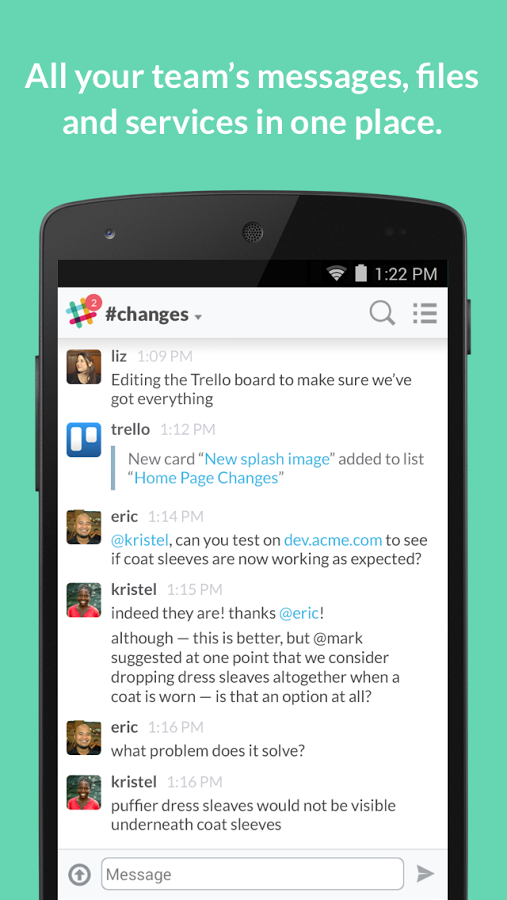 All your team's messages, files
and services in one place.
1:22 PM
2
#changes
liz 1:09 PM
Editing the Trello board to make sure we've
got everything
trello 1:12 PM
New card “New splash image” added to list
“Home Page Changes”
eric 1:14 PM
@kristel, can you test on dev.acme.com to see
if coat sleeves are now working as expected?
kristel 1:15 PM
indeed they are! thanks @eric!
although — this is better, but @mark
suggested at one point that we consider
dropping dress sleaves altogether when a
coat is worn — is that an option at all?
eric 1:16 PM
what problem does it solve?
kristel 1:16 PM
puffier dress sleaves would not be visible
underneath coat sleeves
Message